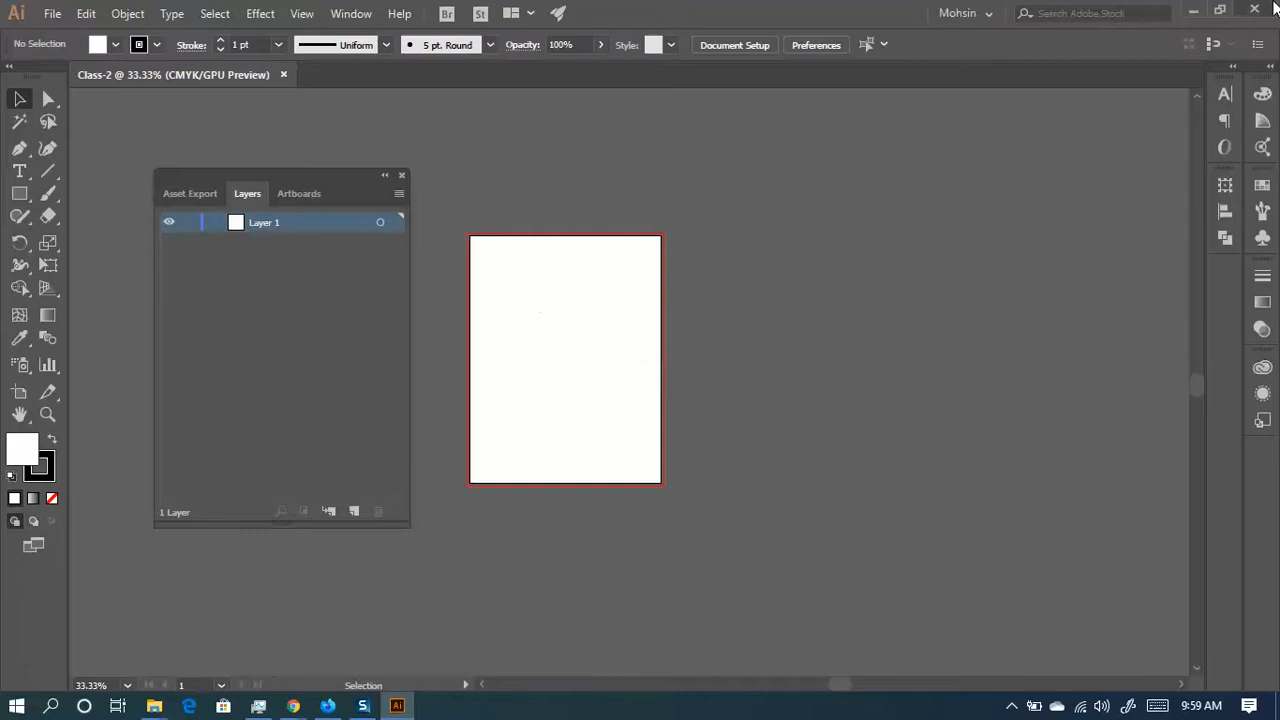 Ai File Edit Object Type Select Effect View Window Help Br St Mohsin Search Adobe Stock
No Selection Stroke: 1 pt Uniform 5 pt. Round Opacity: 100% Style: Document Setup Preferences
Class-2 @ 33.33% (CMYK/GPU Preview)
Asset Export Layers Artboards
Layer 1
1 Layer
33.33% 1 Selection
Ai 9:59 AM